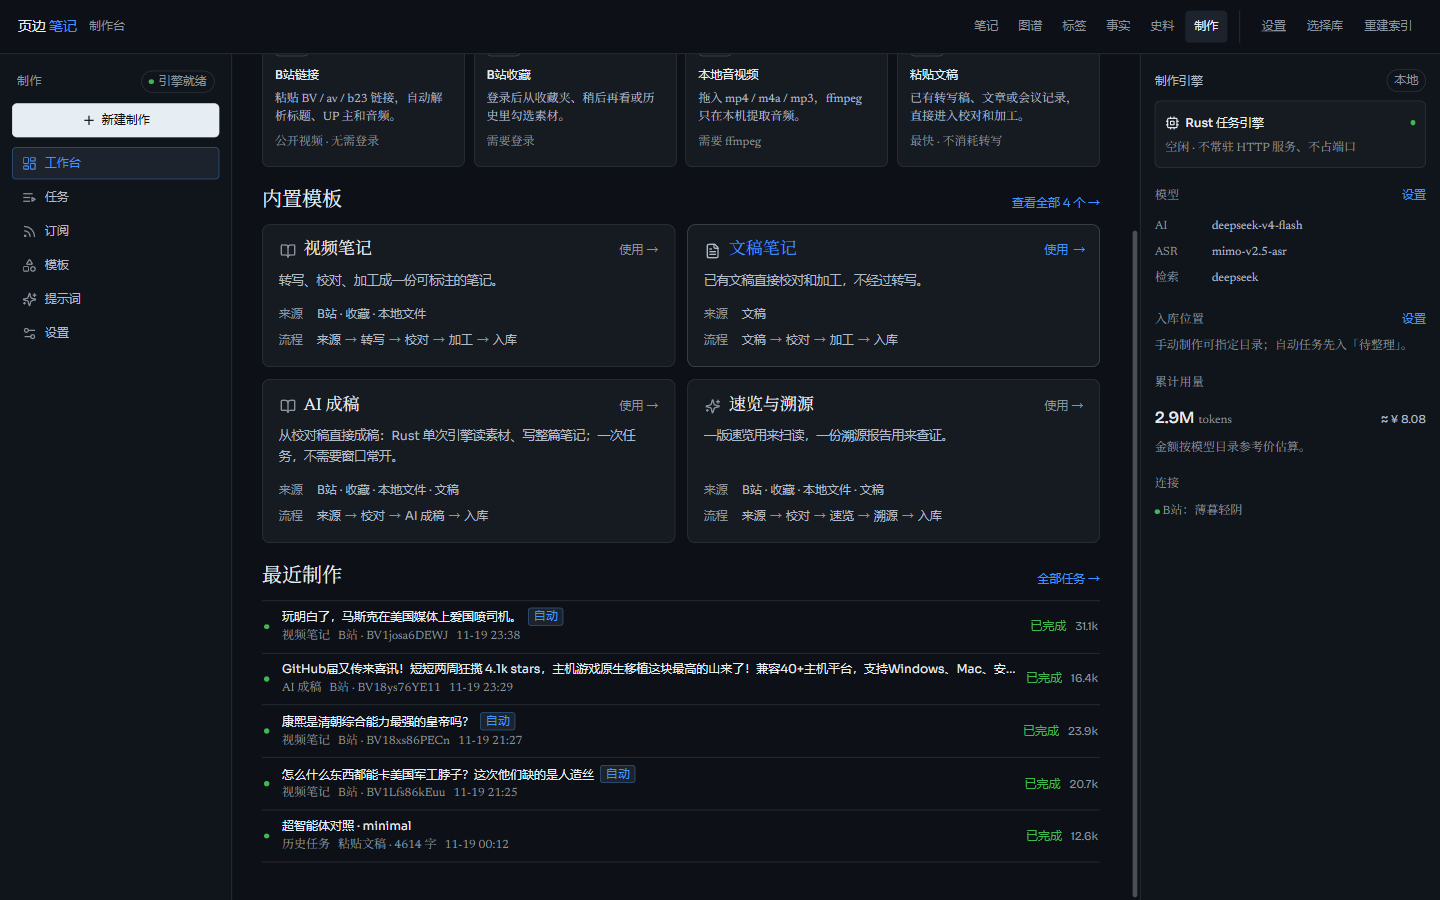 页边 笔记 制作台
笔记 图谱 标签 事实 史料 制作 设置 选择库 重建索引
制作
引擎就绪
+ 新建制作
工作台
任务
订阅
模板
提示词
设置
B站链接
粘贴 BV / av / b23 链接，自动解
析标题、UP 主和音频。
公开视频 · 无需登录
B站收藏
登录后从收藏夹、稍后再看或历
史里勾选素材。
需要登录
本地音视频
拖入 mp4 / m4a / mp3，ffmpeg
只在本机提取音频。
需要 ffmpeg
粘贴文稿
已有转写稿、文章或会议记录，
直接进入校对和加工。
最快 · 不消耗转写
内置模板
查看全部 4 个 →
视频笔记
使用 →
转写、校对、加工成一份可标注的笔记。
来源 B站 · 收藏 · 本地文件
流程 来源 → 转写 → 校对 → 加工 → 入库
文稿笔记
使用 →
已有文稿直接校对和加工，不经过转写。
来源 文稿
流程 文稿 → 校对 → 加工 → 入库
AI 成稿
使用 →
从校对稿直接成稿：Rust 单次引擎读素材、写整篇笔记；一次任
务，不需要窗口常开。
来源 B站 · 收藏 · 本地文件 · 文稿
流程 来源 → 校对 → AI 成稿 → 入库
速览与溯源
使用 →
一版速览用来扫读，一份溯源报告用来查证。
来源 B站 · 收藏 · 本地文件 · 文稿
流程 来源 → 校对 → 速览 → 溯源 → 入库
最近制作
全部任务 →
玩明白了，马斯克在美国媒体上爱国喷司机。 自动
视频笔记 B站 · BV1josa6DEWJ 11-19 23:38
已完成 31.1k
GitHub届又传来喜讯！短短两周狂揽 4.1k stars，主机游戏原生移植这块最高的山来了！兼容40+主机平台，支持Windows、Mac、安...
AI 成稿 B站 · BV18ys76YE11 11-19 23:29
已完成 16.4k
康熙是清朝综合能力最强的皇帝吗？ 自动
视频笔记 B站 · BV18xs86PECn 11-19 21:27
已完成 23.9k
怎么什么东西都能卡美国军工脖子？这次他们缺的是人造丝 自动
视频笔记 B站 · BV1Lfs86kEuu 11-19 21:25
已完成 20.7k
超智能体对照 · minimal
历史任务 粘贴文稿 · 4614 字 11-19 00:12
已完成 12.6k
制作引擎
本地
Rust 任务引擎
空闲 · 不常驻 HTTP 服务、不占端口
模型
设置
AI deepseek-v4-flash
ASR mimo-v2.5-asr
检索 deepseek
入库位置
设置
手动制作可指定目录；自动任务先入「待整理」。
累计用量
2.9M tokens
≈ ¥ 8.08
金额按模型目录参考价估算。
连接
B站：薄暮轻阴